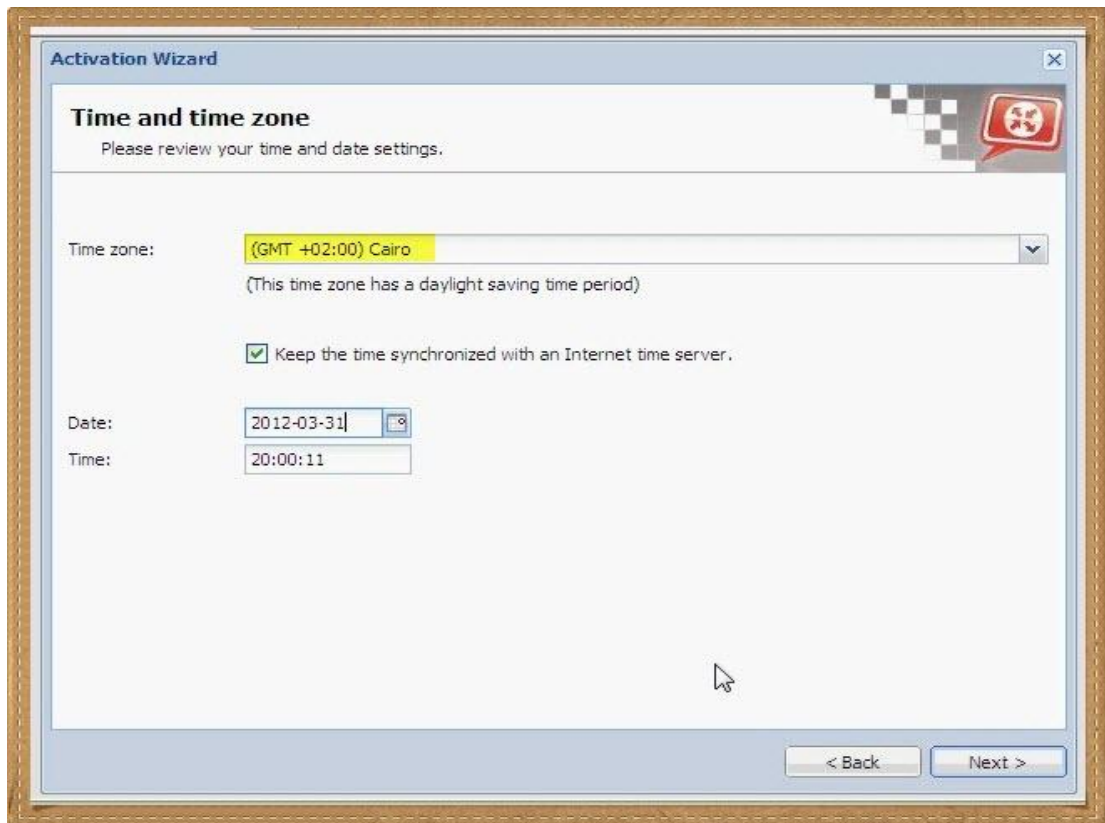 Activation Wizard
Time and time zone
Please review your time and date settings.
Time zone:
(GMT +02:00) Cairo
(This time zone has a daylight saving time period)
Keep the time synchronized with an Internet time server.
Date:
2012-03-31
Time:
20:00:11
< Back
Next >